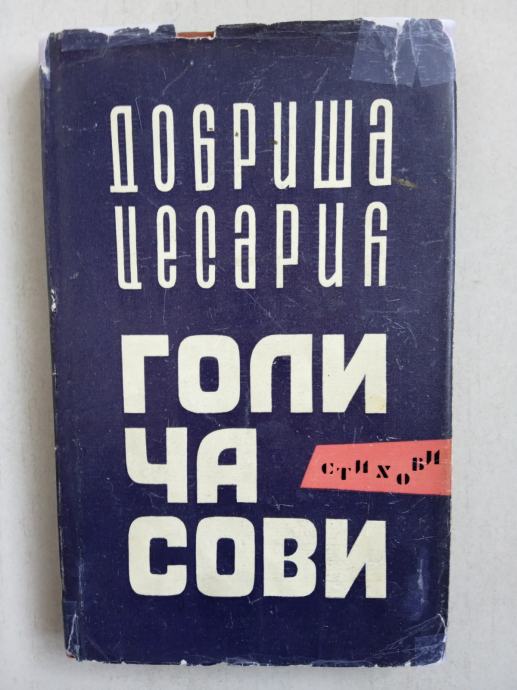 ДОБРИША
ЦЕСАРИЋ
ГОЛИ
ЧА
СОВИ
СТИХОВИ